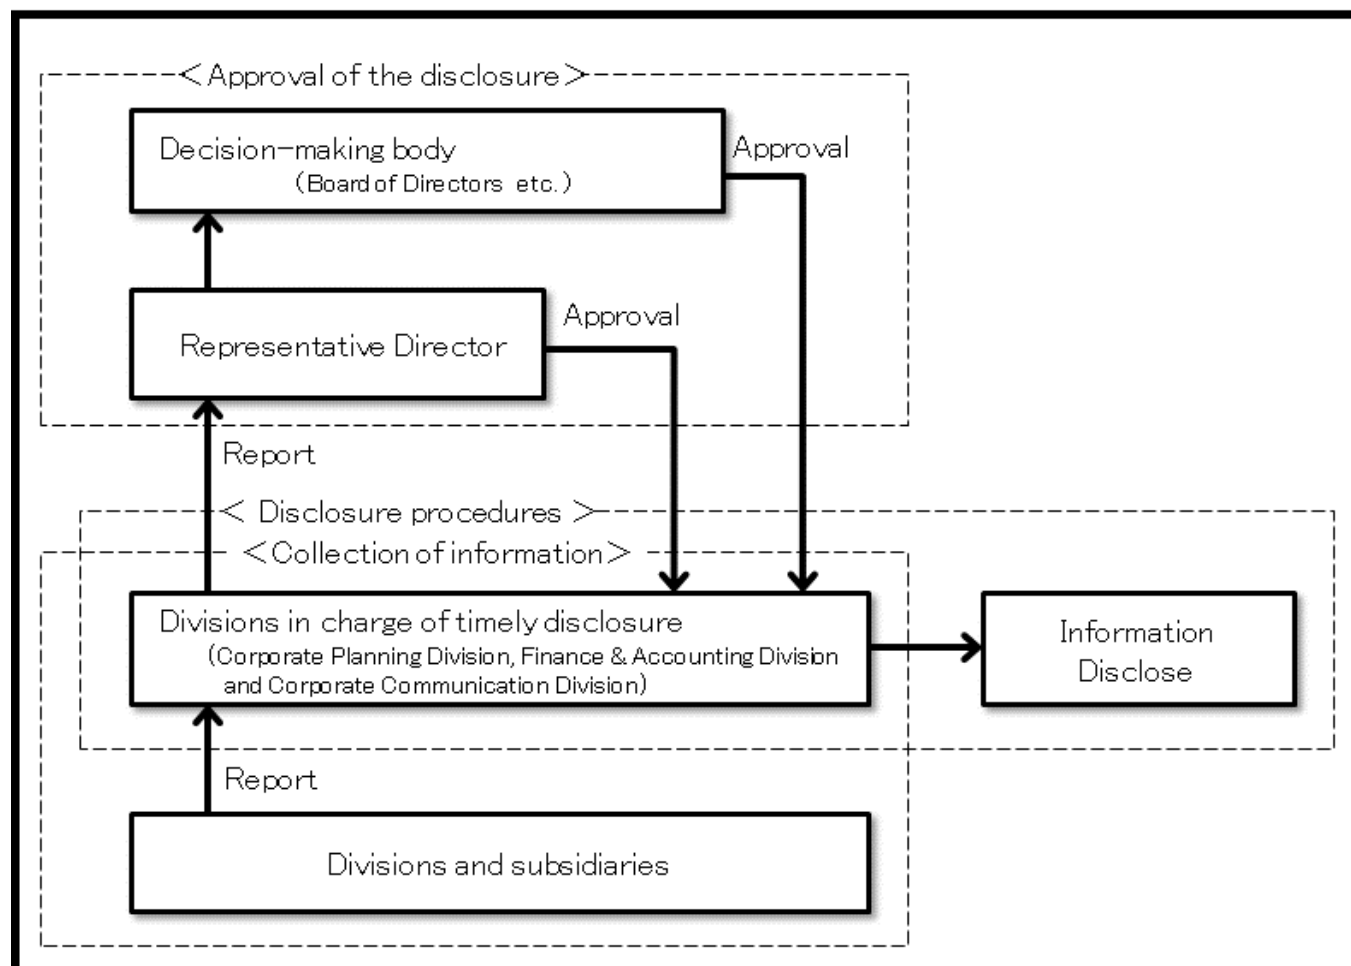 < Approval of the disclosure >
Decision-making body
(Board of Directors etc.)
Approval
Representative Director
Approval
Report
< Disclosure procedures >
< Collection of information >
Divisions in charge of timely disclosure
(Corporate Planning Division, Finance & Accounting Division
and Corporate Communication Division)
Information
Disclose
Report
Divisions and subsidiaries